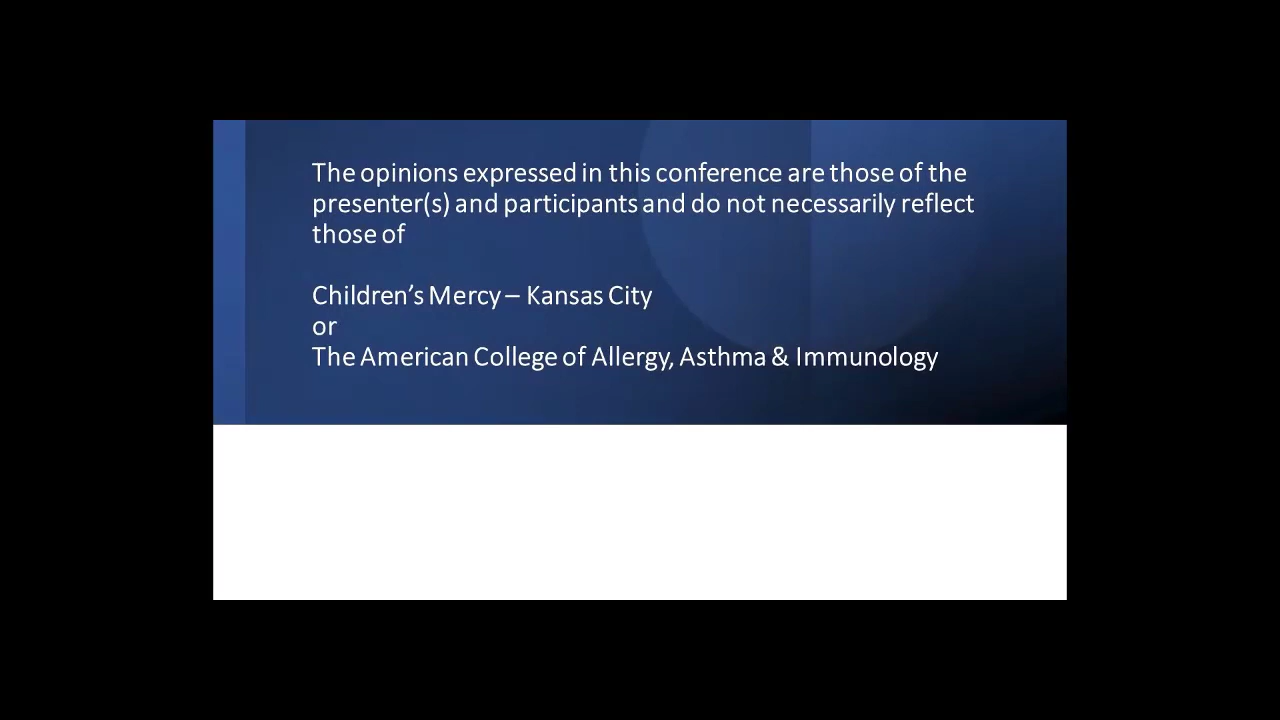 The opinions expressed in this conference are those of the
presenter(s) and participants and do not necessarily reflect
those of
Children’s Mercy – Kansas City
or
The American College of Allergy, Asthma & Immunology